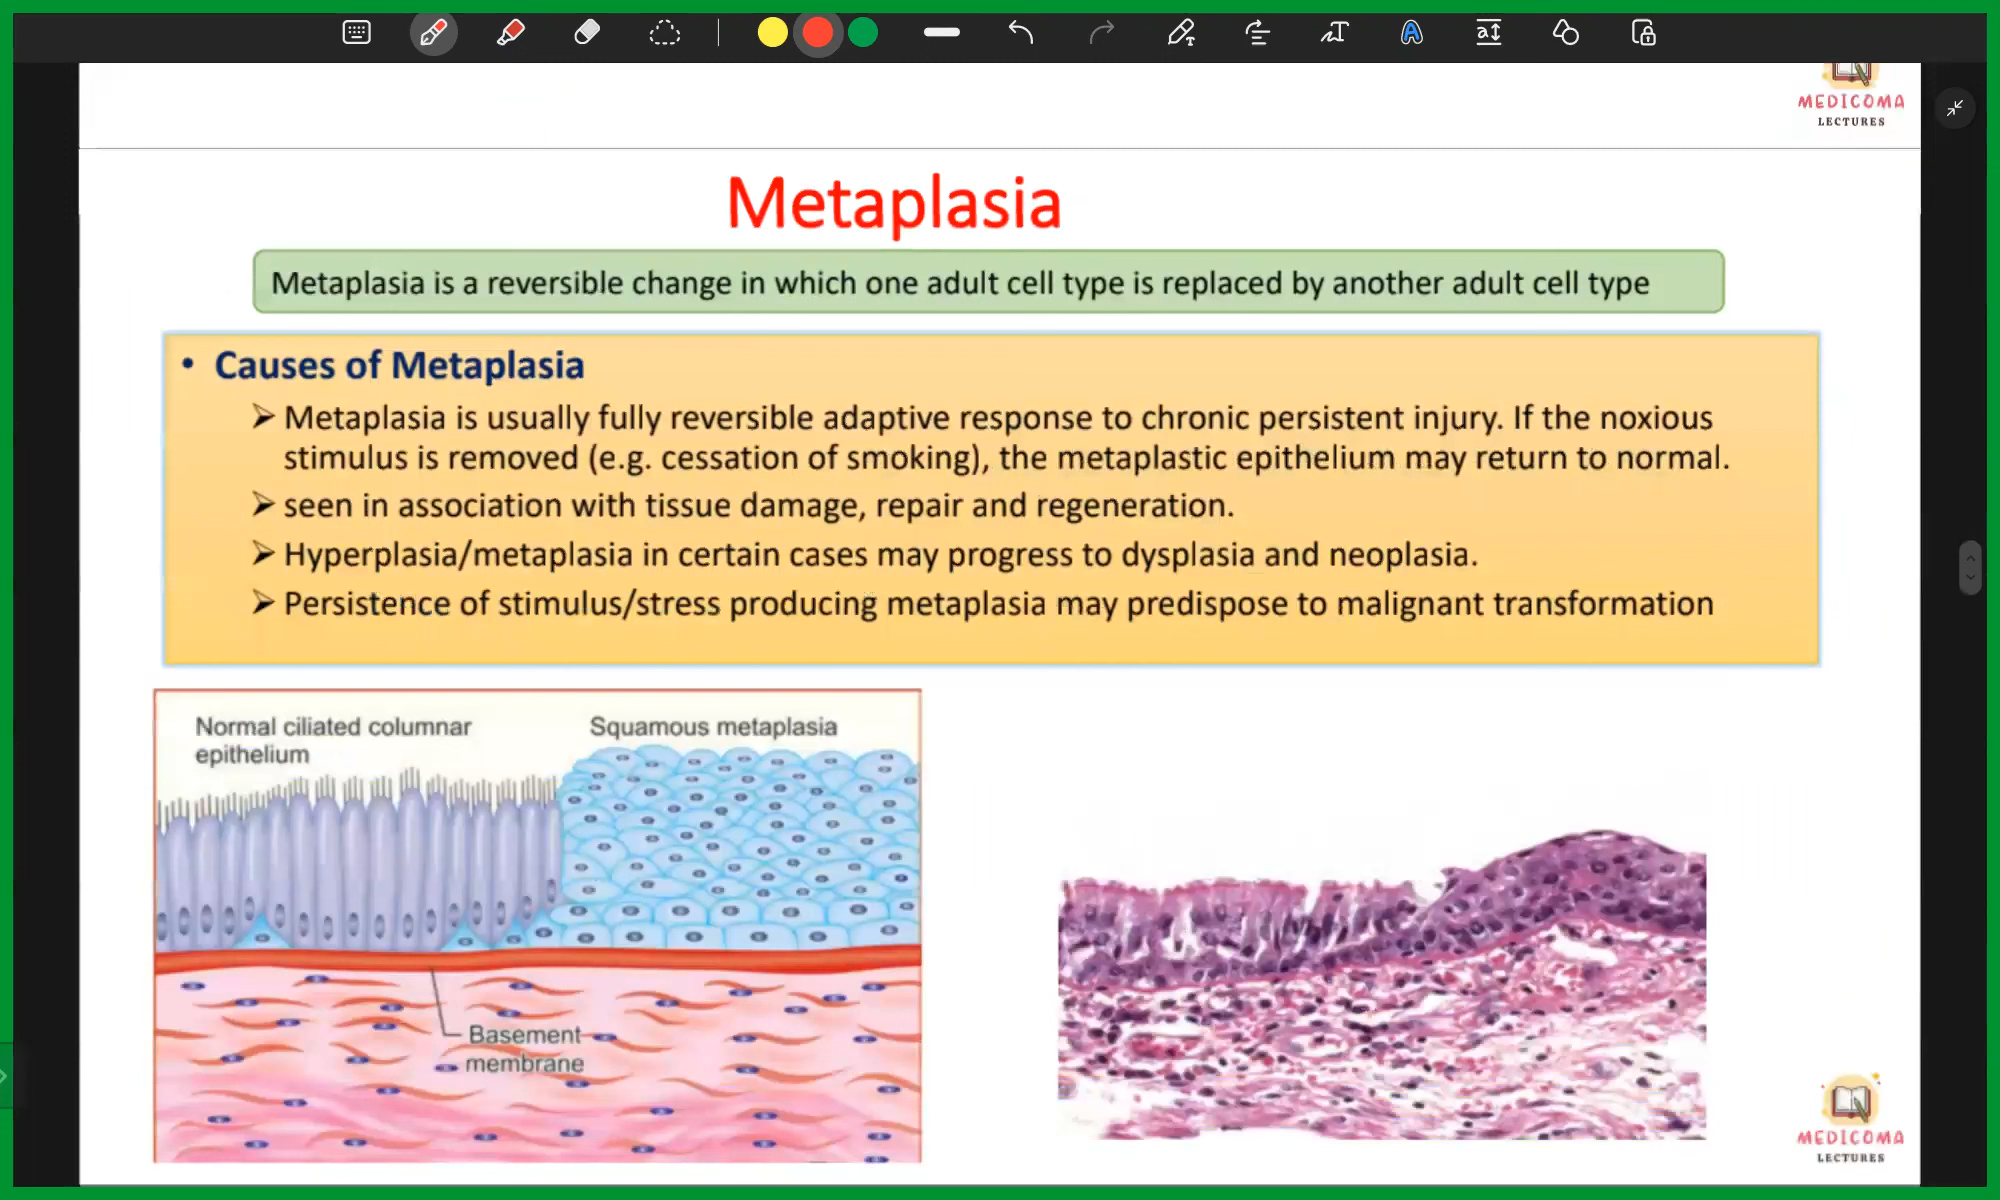 MEDICOMA
LECTURES
Metaplasia
Metaplasia is a reversible change in which one adult cell type is replaced by another adult cell type
• Causes of Metaplasia
➢ Metaplasia is usually fully reversible adaptive response to chronic persistent injury. If the noxious
stimulus is removed (e.g. cessation of smoking), the metaplastic epithelium may return to normal.
➢ seen in association with tissue damage, repair and regeneration.
➢ Hyperplasia/metaplasia in certain cases may progress to dysplasia and neoplasia.
➢ Persistence of stimulus/stress producing metaplasia may predispose to malignant transformation
Normal ciliated columnar
epithelium
Squamous metaplasia
Basement
membrane
MEDICOMA
LECTURES